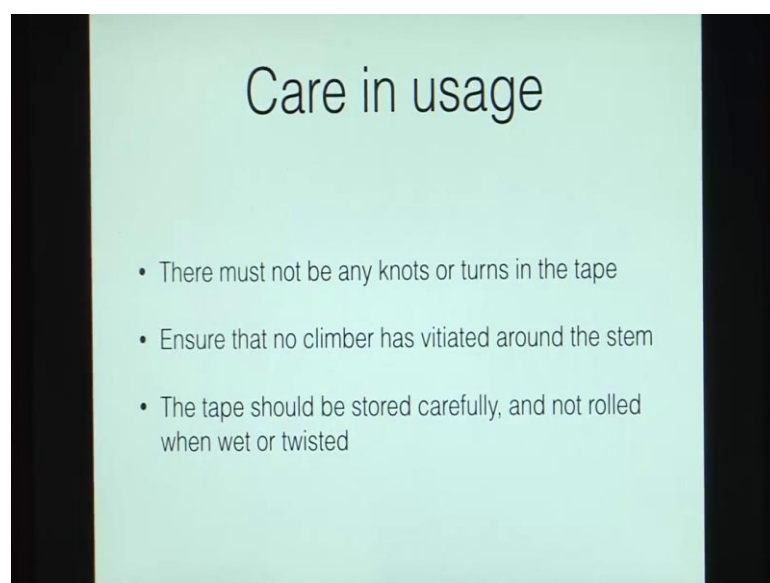 Care in usage
• There must not be any knots or turns in the tape
• Ensure that no climber has vitiated around the stem
• The tape should be stored carefully, and not rolled
when wet or twisted